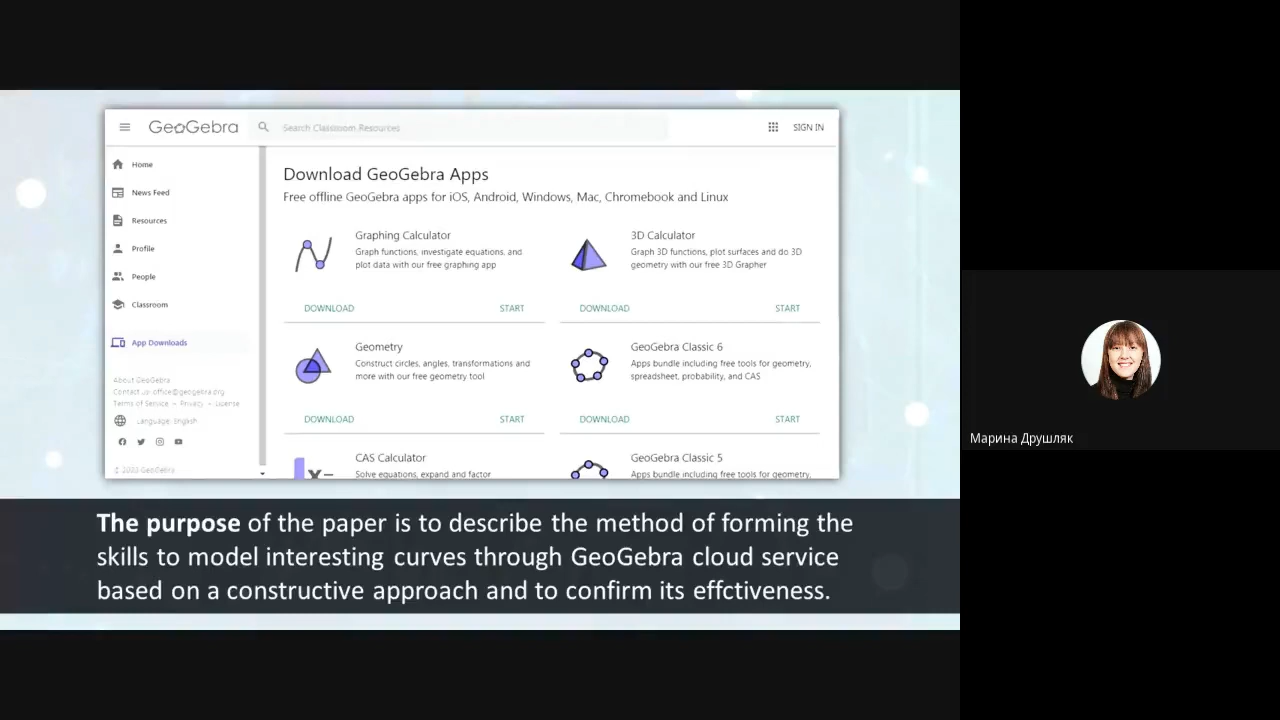 GeoGebra
Search Classroom Resources
SIGN IN
Home
News Feed
Resources
Profile
People
Classroom
App Downloads
About GeoGebra
Contact us: office@geogebra.org
Terms of Service – Privacy – License
Language: English
© 2023 GeoGebra
Download GeoGebra Apps
Free offline GeoGebra apps for iOS, Android, Windows, Mac, Chromebook and Linux
Graphing Calculator
Graph functions, investigate equations, and
plot data with our free graphing app
DOWNLOAD START
3D Calculator
Graph 3D functions, plot surfaces and do 3D
geometry with our free 3D Grapher
DOWNLOAD START
Geometry
Construct circles, angles, transformations and
more with our free geometry tool
DOWNLOAD START
GeoGebra Classic 6
Apps bundle including free tools for geometry,
spreadsheet, probability, and CAS
DOWNLOAD START
CAS Calculator
Solve equations, expand and factor
GeoGebra Classic 5
Apps bundle including free tools for geometry,
The purpose of the paper is to describe the method of forming the
skills to model interesting curves through GeoGebra cloud service
based on a constructive approach and to confirm its effctiveness.
Марина Друшляк